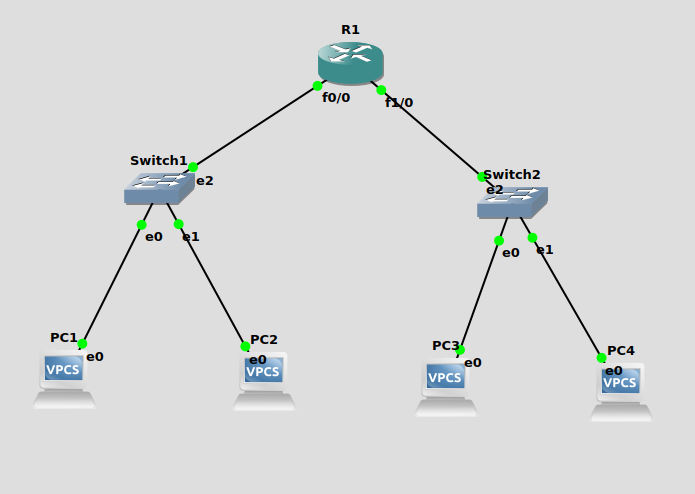 R1
f0/0
f1/0
Switch1
e2
Switch2
e2
e0
e1
e0
e1
PC1
e0
VPCS
PC2
e0
VPCS
PC3
e0
VPCS
PC4
e0
VPCS